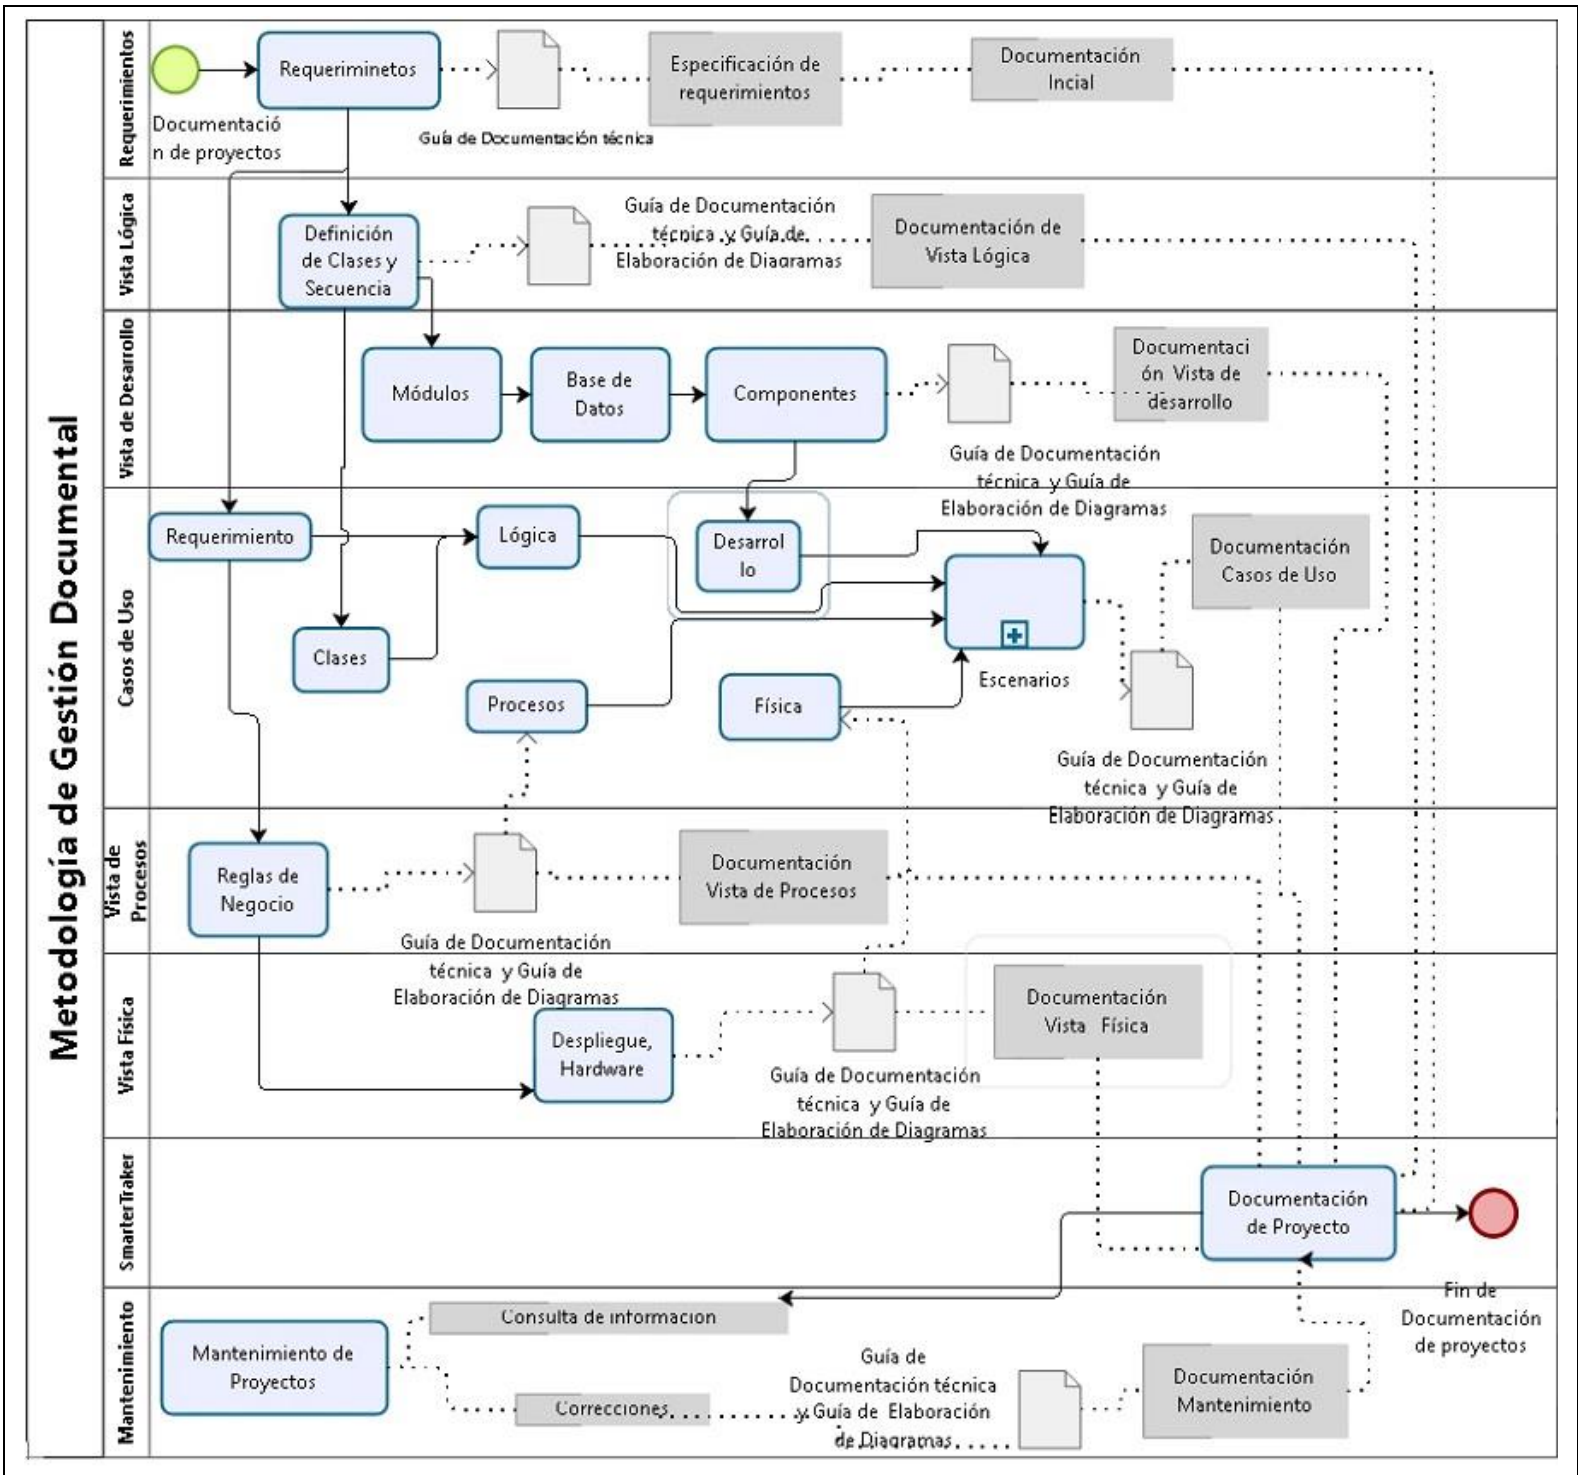 Metodología de Gestión Documental
Requerimientos
Documentació
n de proyectos
Requeriminetos
Guía de Documentación técnica
Especificación de
requerimientos
Documentación
Incial
Vista Lógica
Definición
de Clases y
Secuencia
Guía de Documentación
técnica y Guía de
Elaboración de Diagramas
Documentación de
Vista Lógica
Vista de Desarrollo
Módulos
Base de
Datos
Componentes
Guía de Documentación
técnica y Guía de
Elaboración de Diagramas
Documentaci
ón Vista de
desarrollo
Casos de Uso
Requerimiento
Lógica
Desarrol
lo
Clases
Procesos
Física
Escenarios
Guía de Documentación
técnica y Guía de
Elaboración de Diagramas
Documentación
Casos de Uso
Vista de
Procesos
Reglas de
Negocio
Guía de Documentación
técnica y Guía de
Elaboración de Diagramas
Documentación
Vista de Procesos
Vista Física
Despliegue,
Hardware
Guía de Documentación
técnica y Guía de
Elaboración de Diagramas
Documentación
Vista Física
SmarterTraker
Documentación
de Proyecto
Fin de
Documentación
de proyectos
Mantenimiento
Mantenimiento de
Proyectos
Consulta de informacion
Correcciones
Guía de
Documentación técnica
y Guía de Elaboración
de Diagramas
Documentación
Mantenimiento